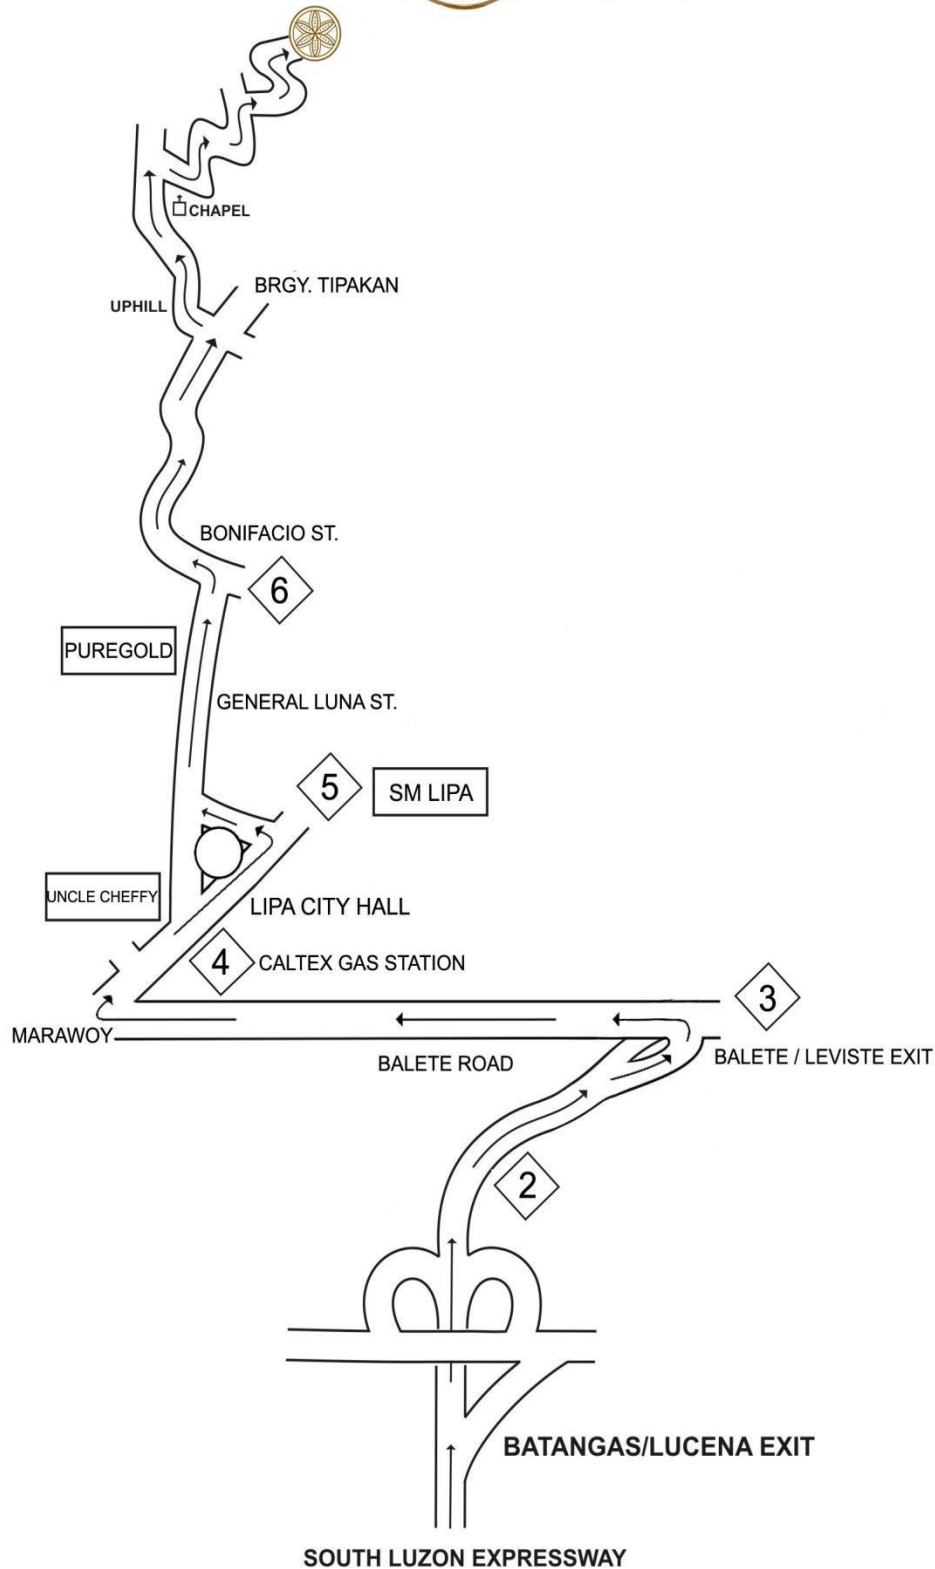 CHAPEL
BRGY. TIPAKAN
UPHILL
BONIFACIO ST.
6
PUREGOLD
GENERAL LUNA ST.
5
SM LIPA
UNCLE CHEFFY
LIPA CITY HALL
4
CALTEX GAS STATION
3
MARAWOY
BALETE ROAD
BALETE / LEVISTE EXIT
2
BATANGAS/LUCENA EXIT
SOUTH LUZON EXPRESSWAY